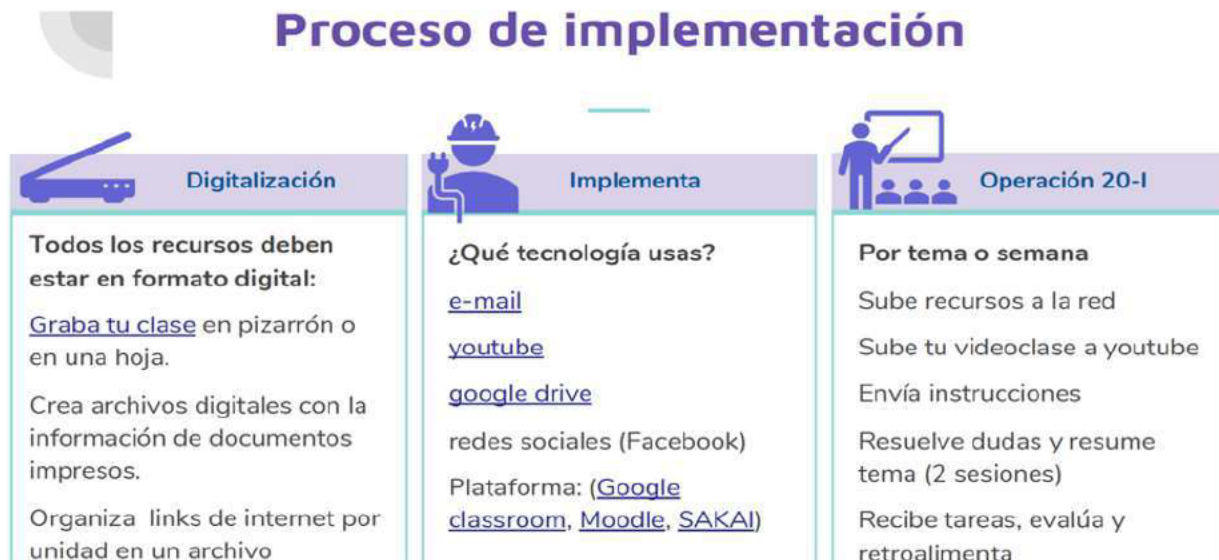 Proceso de implementación
Digitalización
Todos los recursos deben
estar en formato digital:
Graba tu clase en pizarrón o
en una hoja.
Crea archivos digitales con la
información de documentos
impresos.
Organiza links de internet por
unidad en un archivo
Implementa
¿Qué tecnología usas?
e-mail
youtube
google drive
redes sociales (Facebook)
Plataforma: (Google
classroom, Moodle, SAKAI)
Operación 20-I
Por tema o semana
Sube recursos a la red
Sube tu videoclase a youtube
Envía instrucciones
Resuelve dudas y resume
tema (2 sesiones)
Recibe tareas, evalúa y
retroalimenta